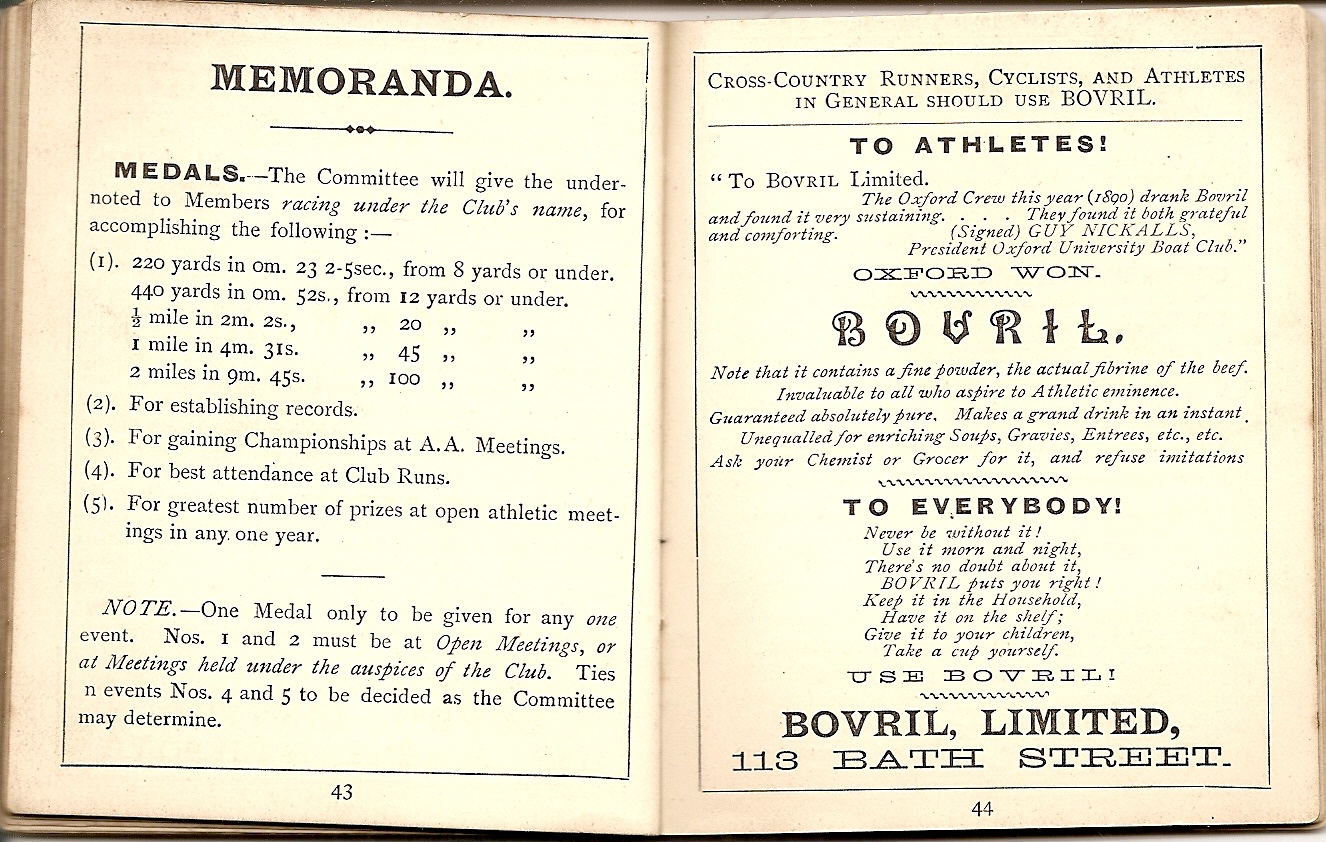 MEMORANDA.
MEDALS.—The Committee will give the under-
noted to Members racing under the Club's name, for
accomplishing the following :—
(1). 220 yards in 0m. 23 2-5sec., from 8 yards or under.
440 yards in 0m. 52s., from 12 yards or under.
½ mile in 2m. 2s., ,, 20 ,, ,,
1 mile in 4m. 31s. ,, 45 ,, ,,
2 miles in 9m. 45s. ,, 100 ,, ,,
(2). For establishing records.
(3). For gaining Championships at A.A. Meetings.
(4). For best attendance at Club Runs.
(5). For greatest number of prizes at open athletic meet-
ings in any one year.
NOTE.—One Medal only to be given for any one
event. Nos. 1 and 2 must be at Open Meetings, or
at Meetings held under the auspices of the Club. Ties
n events Nos. 4 and 5 to be decided as the Committee
may determine.
43
CROSS-COUNTRY RUNNERS, CYCLISTS, AND ATHLETES
IN GENERAL SHOULD USE BOVRIL.
TO ATHLETES!
" To BOVRIL Limited.
The Oxford Crew this year (1890) drank Bovril
and found it very sustaining. . . . They found it both grateful
and comforting. (Signed) GUY NICKALLS,
President Oxford University Boat Club."
OXFORD WON.
BOVRIL.
Note that it contains a fine powder, the actual fibrine of the beef.
Invaluable to all who aspire to Athletic eminence.
Guaranteed absolutely pure. Makes a grand drink in an instant.
Unequalled for enriching Soups, Gravies, Entrees, etc., etc.
Ask your Chemist or Grocer for it, and refuse imitations
TO EVERYBODY!
Never be without it!
Use it morn and night,
There's no doubt about it,
BOVRIL puts you right!
Keep it in the Household,
Have it on the shelf;
Give it to your children,
Take a cup yourself.
USE BOVRIL!
BOVRIL, LIMITED,
113 BATH STREET.
44